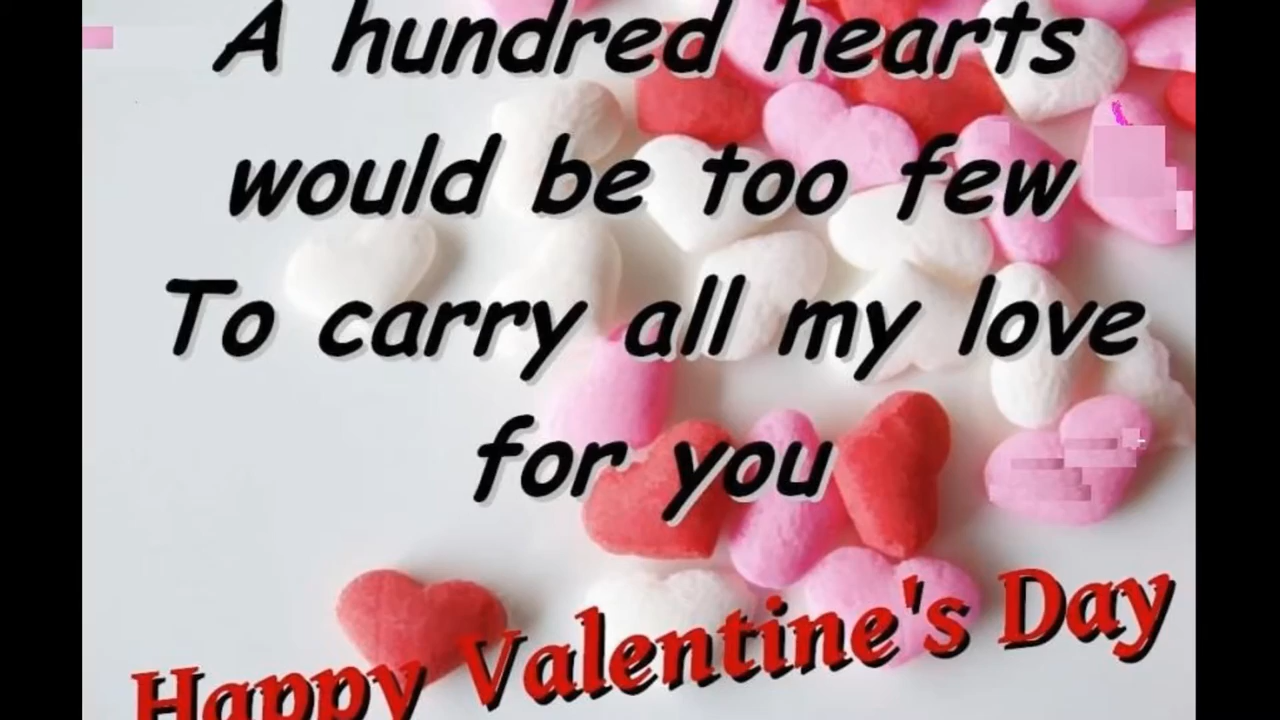 A hundred hearts
would be too few
To carry all my love
for you
Happy Valentine's Day